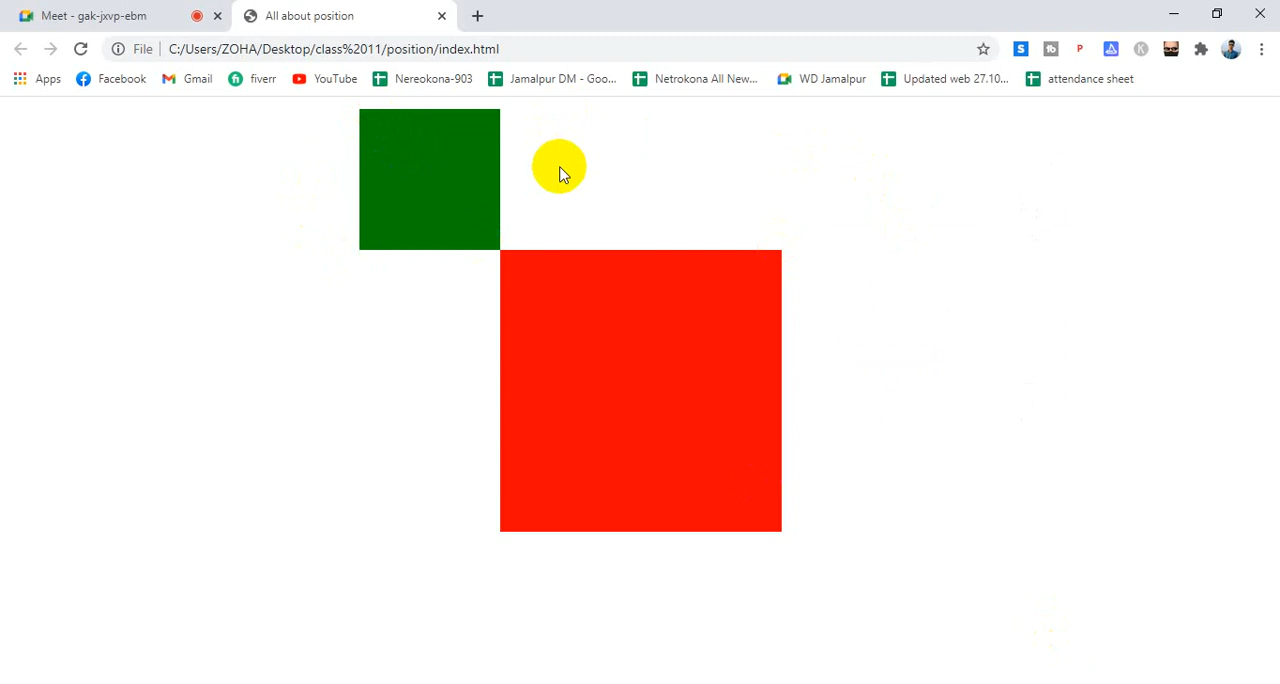 Meet - gak-jxvp-ebm All about position
File C:/Users/ZOHA/Desktop/class%2011/position/index.html
Apps Facebook Gmail fiverr YouTube Nereokona-903 Jamalpur DM - Goo... Netrokona All New... WD Jamalpur Updated web 27.10... attendance sheet